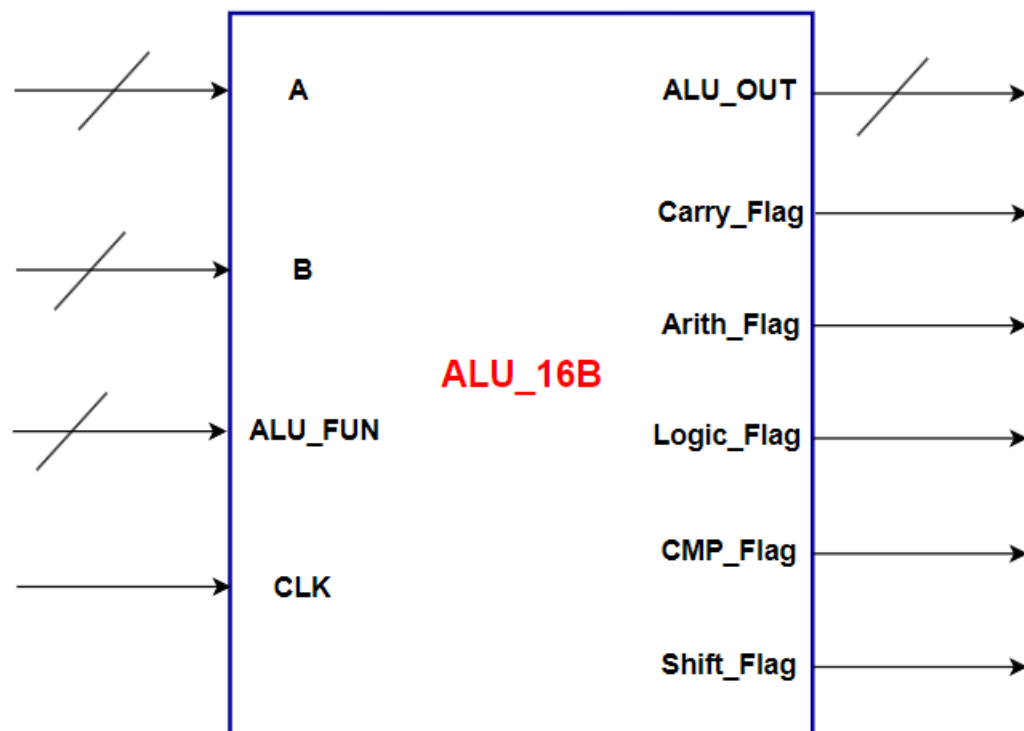 A
ALU_OUT
Carry_Flag
B
Arith_Flag
ALU_16B
ALU_FUN
Logic_Flag
CMP_Flag
CLK
Shift_Flag